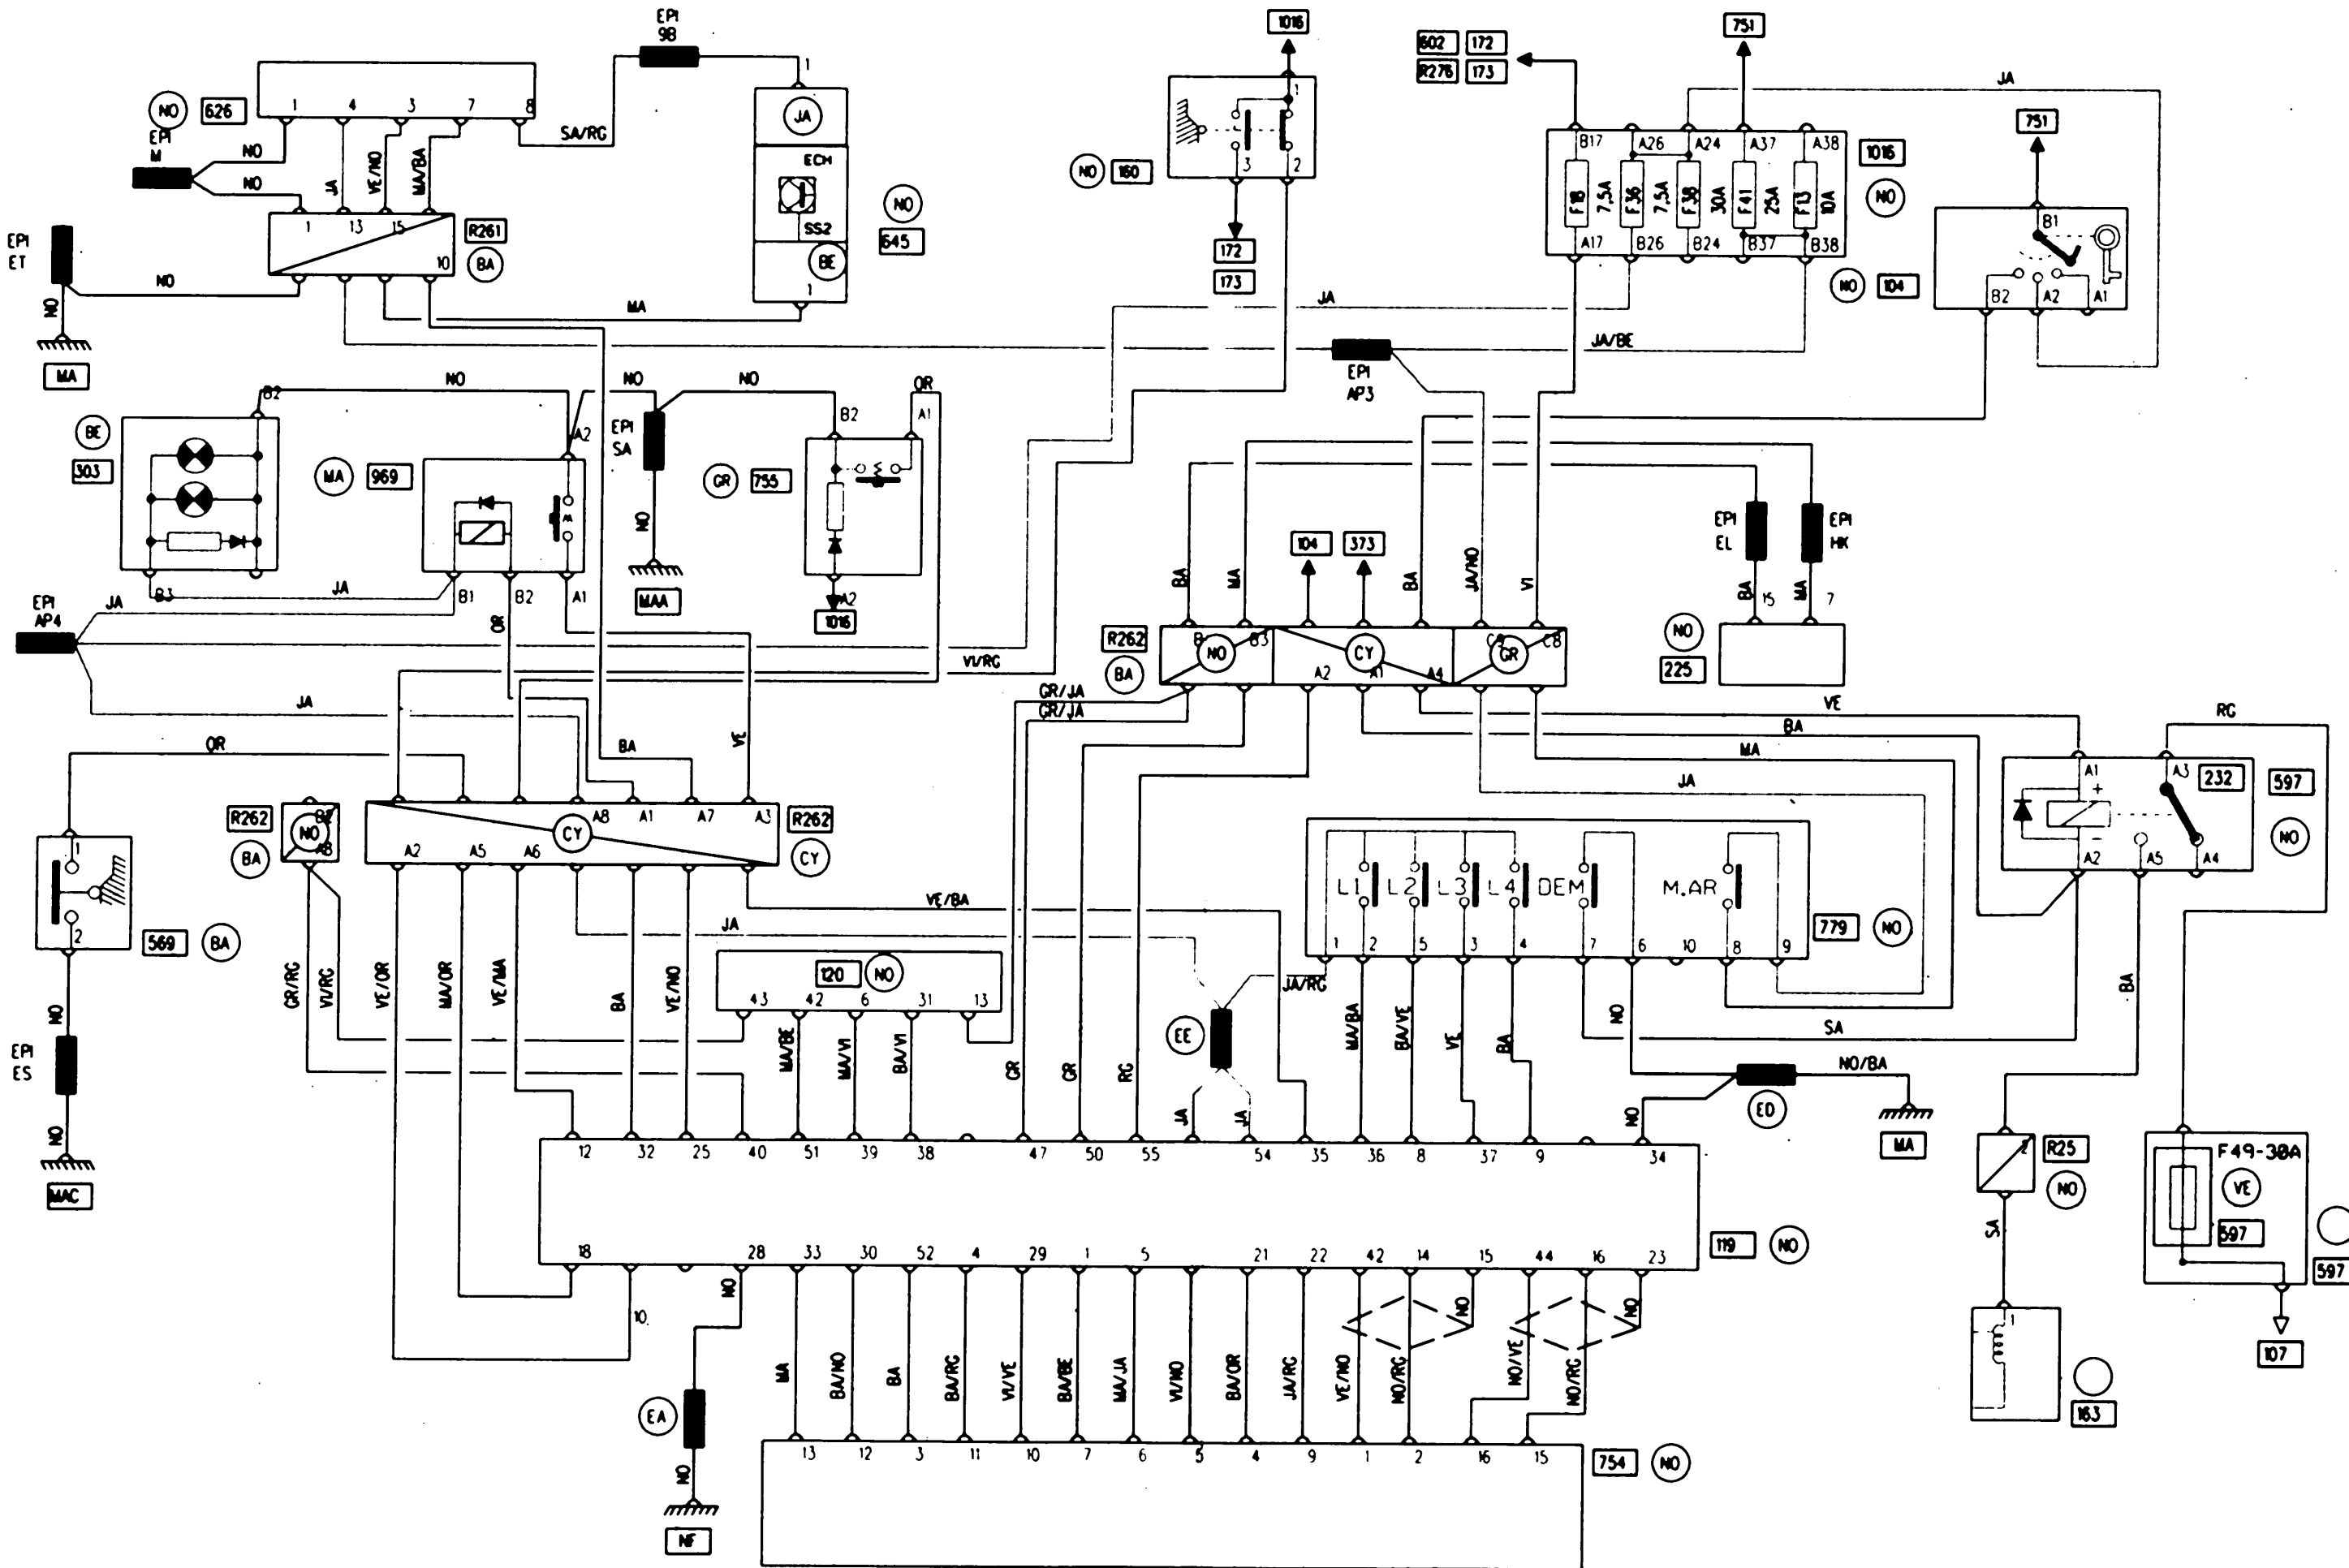 EPI
9B
1016
602 172
R276 173
751
JA
1
NO 626
1 4 3 7 8
SA/RG
JA
EPI
M
NO
NO
JA
VE/NO
MA/BA
ECH
SS2
NO
645
BE
1
1
3 2
NO 160
172
173
B17 A26 A24 A37 A38
F18 7,5A F36 7,5A F38 30A F41 25A F13 10A
A17 B26 B24 B37 B38
1016
NO
751
B1
B2 A2 A1
NO 104
EPI
ET
1 13 15
10
R261
BA
NO
NO
MA
MA
JA
JA/BE
EPI
AP3
NO
NO
NO
OR
B2
BE
303
B3
JA
MA 969
A2
B1 B2 A1
EPI
SA
NO
MAA
GR 755
B2 A1
A2
1016
EPI
AP4
JA
OR
JA
VI/RG
BA
MA
104
373
BA
JA/NO
VI
EPI
EL
EPI
HK
BA
15
MA
7
NO
225
R262
BA
B
NO
B3
CY
A2 A1 A4
C9
GR
C8
GR/JA
GR/JA
VE
BA
MA
JA
RG
OR
BA
VE
R262
BA
B2
NO
A8
A8 A1 A7 A3
CY
A2 A5 A6
R262
CY
1
2
569 BA
NO
EPI
ES
NO
MAC
GR/RG
VI/RG
VE/OR
MA/OR
VE/MA
BA
VE/NO
JA
VE/BA
120 NO
43 42 6 31 13
MA/BE
MA/VI
BA/VI
GR
GR
RG
EE
JA
JA
JA/RG
L1 L2 L3 L4 DEM M.AR
1 2 5 3 4 7 6 10 8 9
779 NO
MA/BA
BA/VE
VE
BA
NO
SA
NO/BA
ED
NO
MA
A1 A3
+
-
A2 A5 A4
232
597
NO
BA
2
R25
NO
SA
1
163
F49-30A
VE
597
597
107
12 32 25 40 51 39 38 47 50 55 54 35 36 8 37 9 34
18 28 33 30 52 4 29 1 5 21 22 42 14 15 44 16 23
119 NO
10
NO
EA
NO
NF
MA
BA/NO
BA
BA/RG
VI/VE
BA/BE
MA/JA
VI/NO
BA/OR
JA/RG
VE/NO
NO/RG
NO
NO/VE
NO/RG
NO
13 12 3 11 10 7 6 5 4 9 1 2 16 15
754 NO